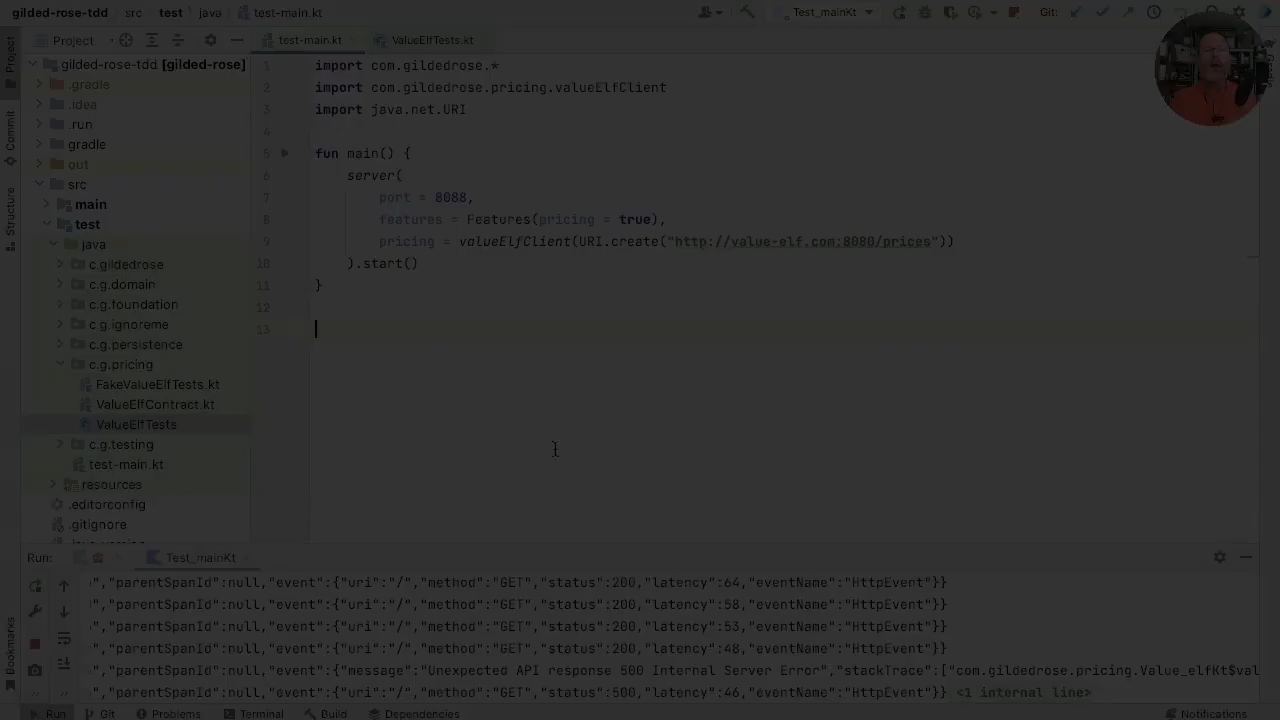 gilded-rose-tdd src test java test-main.kt Test_mainKt Git:
Project test-main.kt ValueElfTests.kt
Project
gilded-rose-tdd [gilded-rose]
.gradle
.idea
.run
gradle
out
src
main
test
java
c.gildedrose
c.g.domain
c.g.foundation
c.g.ignoreme
c.g.persistence
c.g.pricing
FakeValueElfTests.kt
ValueElfContract.kt
ValueElfTests
c.g.testing
test-main.kt
resources
.editorconfig
.gitignore
.java-version
Commit
Structure
Bookmarks
1 import com.gildedrose.*
2 import com.gildedrose.pricing.valueElfClient
3 import java.net.URI
4
5 fun main() {
6 server(
7 port = 8088,
8 features = Features(pricing = true),
9 pricing = valueElfClient(URI.create("http://value-elf.com:8080/prices"))
10 ).start()
11 }
12
13
Run: Test_mainKt
","parentSpanId":null,"event":{"uri":"/","method":"GET","status":200,"latency":64,"eventName":"HttpEvent"}}
","parentSpanId":null,"event":{"uri":"/","method":"GET","status":200,"latency":58,"eventName":"HttpEvent"}}
","parentSpanId":null,"event":{"uri":"/","method":"GET","status":200,"latency":53,"eventName":"HttpEvent"}}
","parentSpanId":null,"event":{"uri":"/","method":"GET","status":200,"latency":48,"eventName":"HttpEvent"}}
","parentSpanId":null,"event":{"message":"Unexpected API response 500 Internal Server Error","stackTrace":["com.gildedrose.pricing.Value_elfKt$val
","parentSpanId":null,"event":{"uri":"/","method":"GET","status":500,"latency":46,"eventName":"HttpEvent"}} <1 internal line>
Run Git Problems Terminal Build Dependencies Notifications